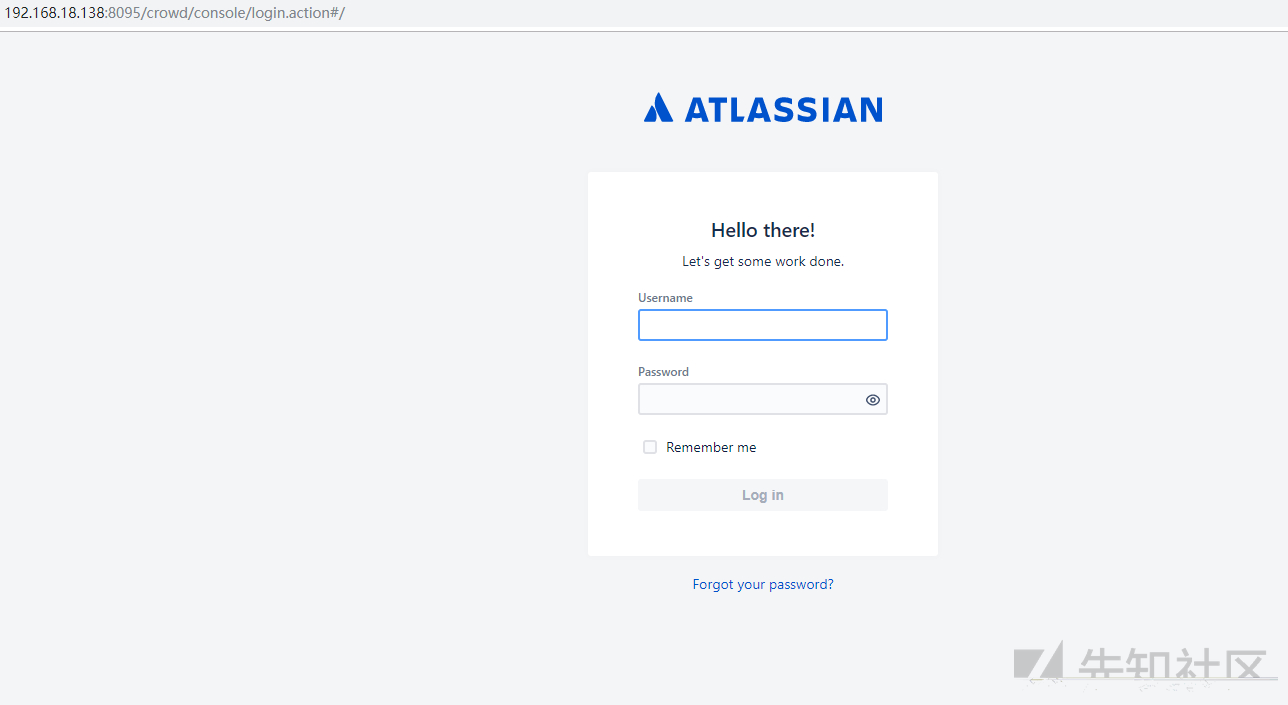 192.168.18.138:8095/crowd/console/login.action#/
ATLASSIAN
Hello there!
Let's get some work done.
Username
Password
Remember me
Log in
Forgot your password?
先知社区